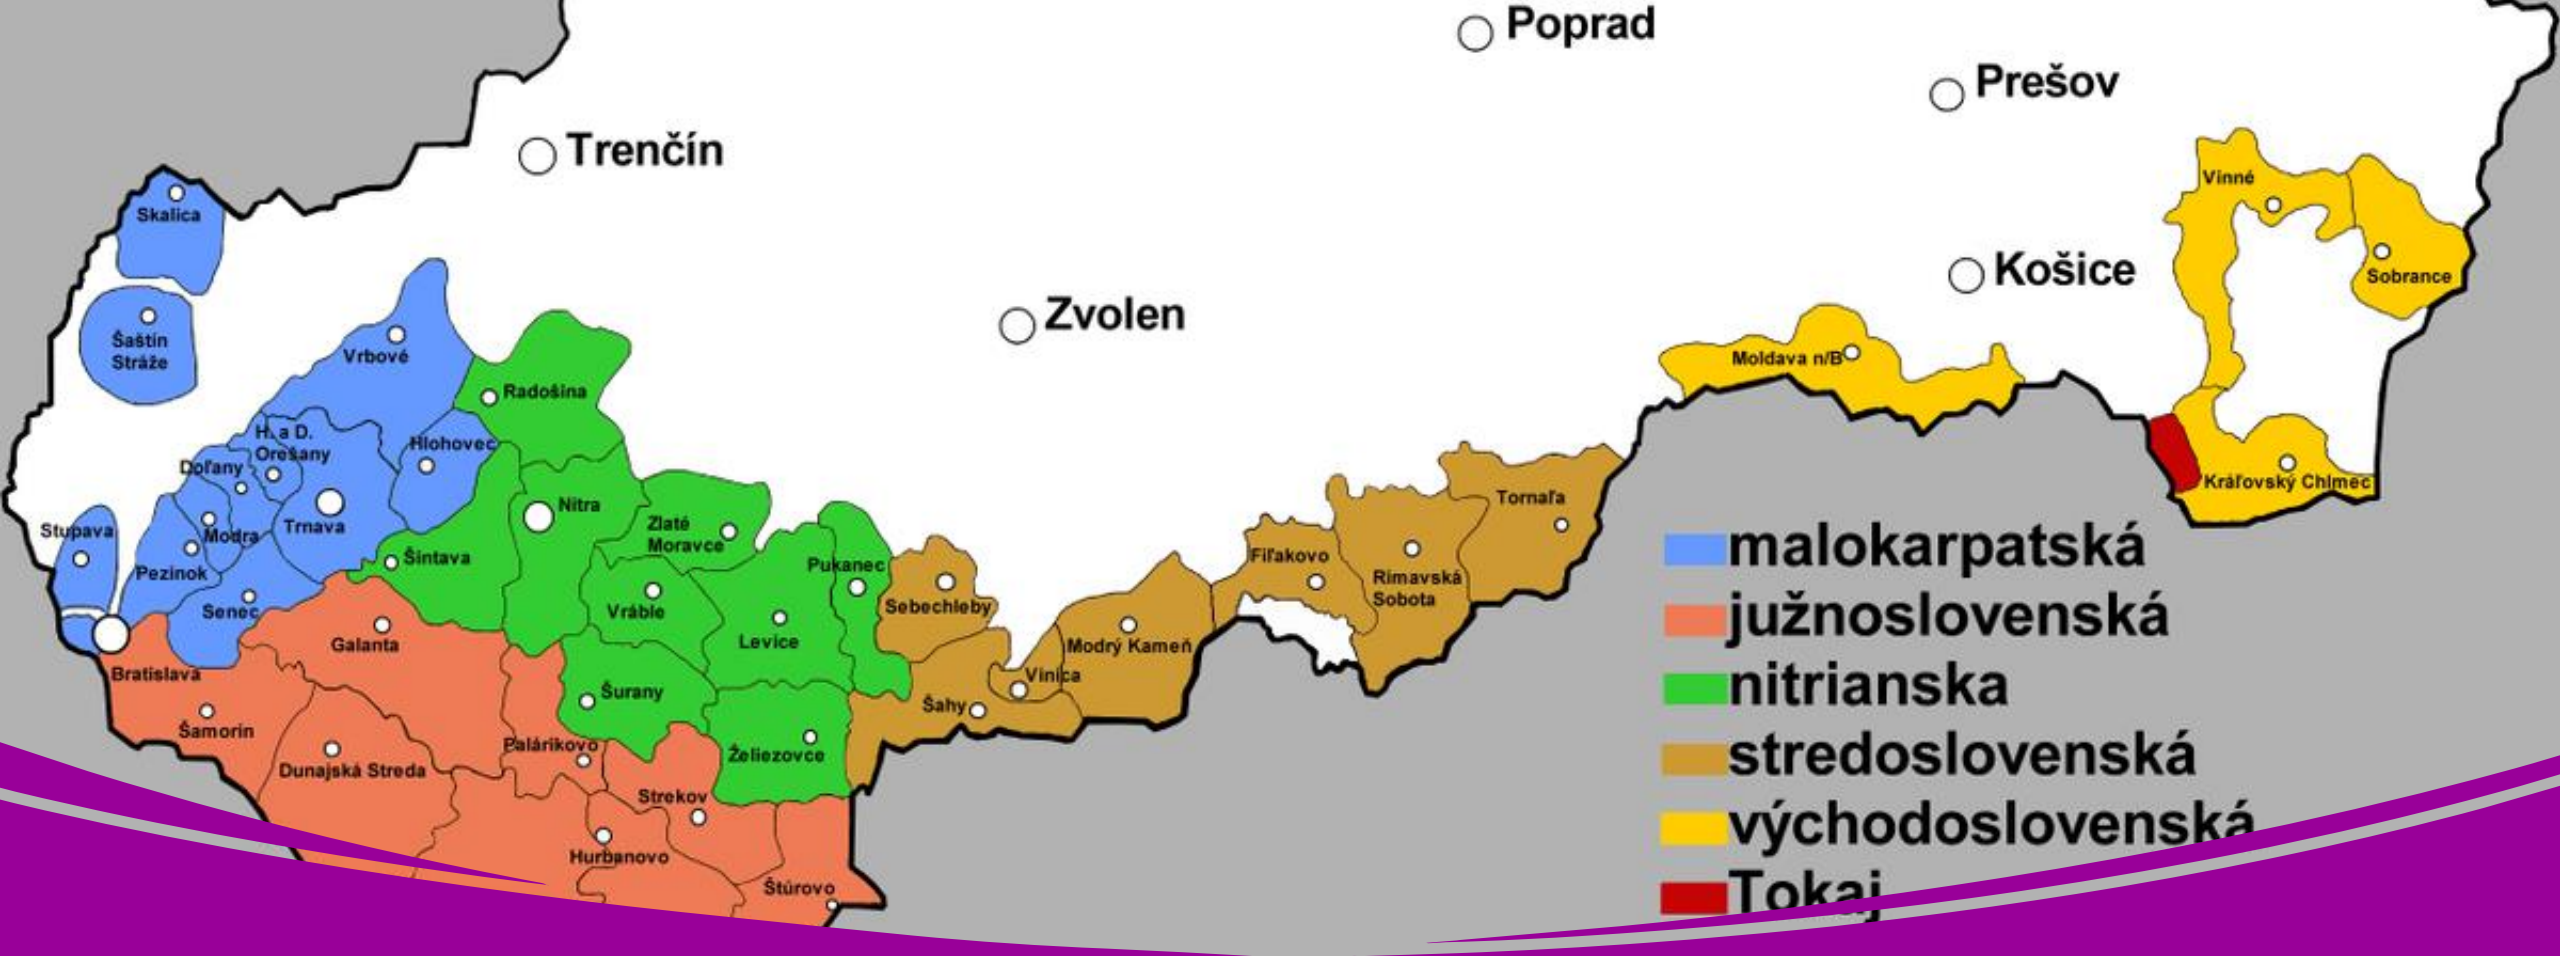 Poprad
Prešov
Trenčín
Vinné
Skalica
Košice
Sobrance
Zvolen
Šaštín
Stráže
Vrbové
Moldava n/B
Radošina
H. a D.
Orešany
Hlohovec
Doľany
Kráľovský Chlmec
Tornaľa
Nitra
Zlaté
Moravce
Trnava
Stupava
Modra
Šintava
Pukanec
Fiľakovo
Pezinok
Rimavská
Sobota
Senec
Vráble
Sebechleby
Galanta
Levice
Modrý Kameň
Bratislava
Vinica
Šurany
Šahy
Šamorín
Palárikovo
Želiezovce
Dunajská Streda
Strekov
Hurbanovo
Štúrovo
malokarpatská
južnoslovenská
nitrianska
stredoslovenská
východoslovenská
Tokaj